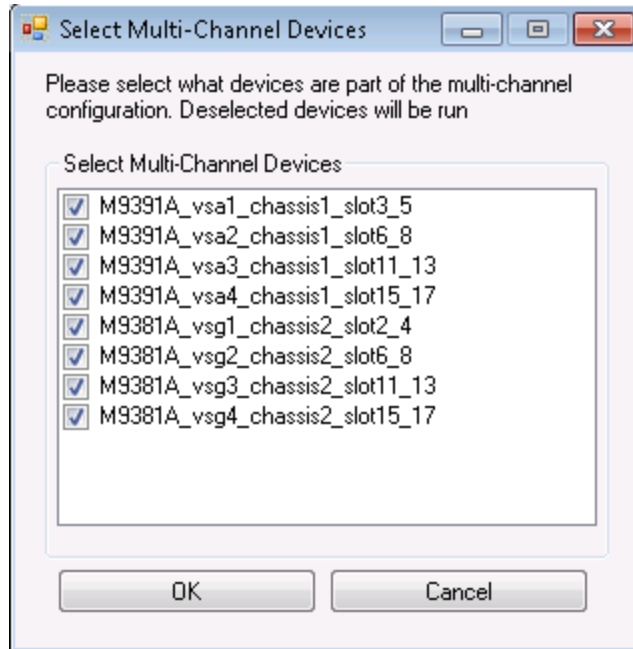 Select Multi-Channel Devices
Please select what devices are part of the multi-channel
configuration. Deselected devices will be run
Select Multi-Channel Devices
M9391A_vsa1_chassis1_slot3_5
M9391A_vsa2_chassis1_slot6_8
M9391A_vsa3_chassis1_slot11_13
M9391A_vsa4_chassis1_slot15_17
M9381A_vsg1_chassis2_slot2_4
M9381A_vsg2_chassis2_slot6_8
M9381A_vsg3_chassis2_slot11_13
M9381A_vsg4_chassis2_slot15_17
OK Cancel